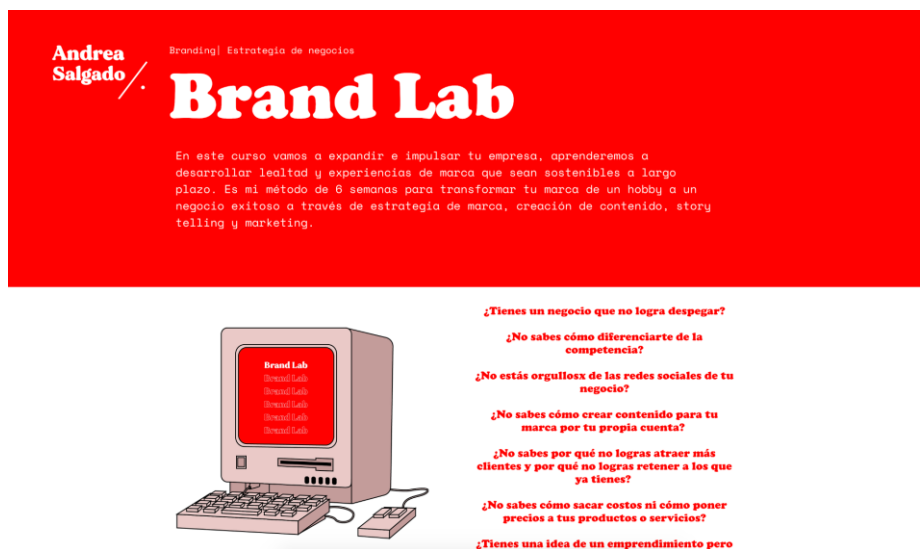 Andrea
Salgado
Branding| Estrategia de negocios
Brand Lab
En este curso vamos a expandir e impulsar tu empresa, aprenderemos a
desarrollar lealtad y experiencias de marca que sean sostenibles a largo
plazo. Es mi método de 6 semanas para transformar tu marca de un hobby a un
negocio exitoso a través de estrategia de marca, creación de contenido, story
telling y marketing.
Brand Lab
Brand Lab
Brand Lab
Brand Lab
Brand Lab
Brand Lab
¿Tienes un negocio que no logra despegar?
¿No sabes cómo diferenciarte de la
competencia?
¿No estás orgullosx de las redes sociales de tu
negocio?
¿No sabes cómo crear contenido para tu
marca por tu propia cuenta?
¿No sabes por qué no logras atraer más
clientes y por qué no logras retener a los que
ya tienes?
¿No sabes cómo sacar costos ni cómo poner
precios a tus productos o servicios?
¿Tienes una idea de un emprendimiento pero